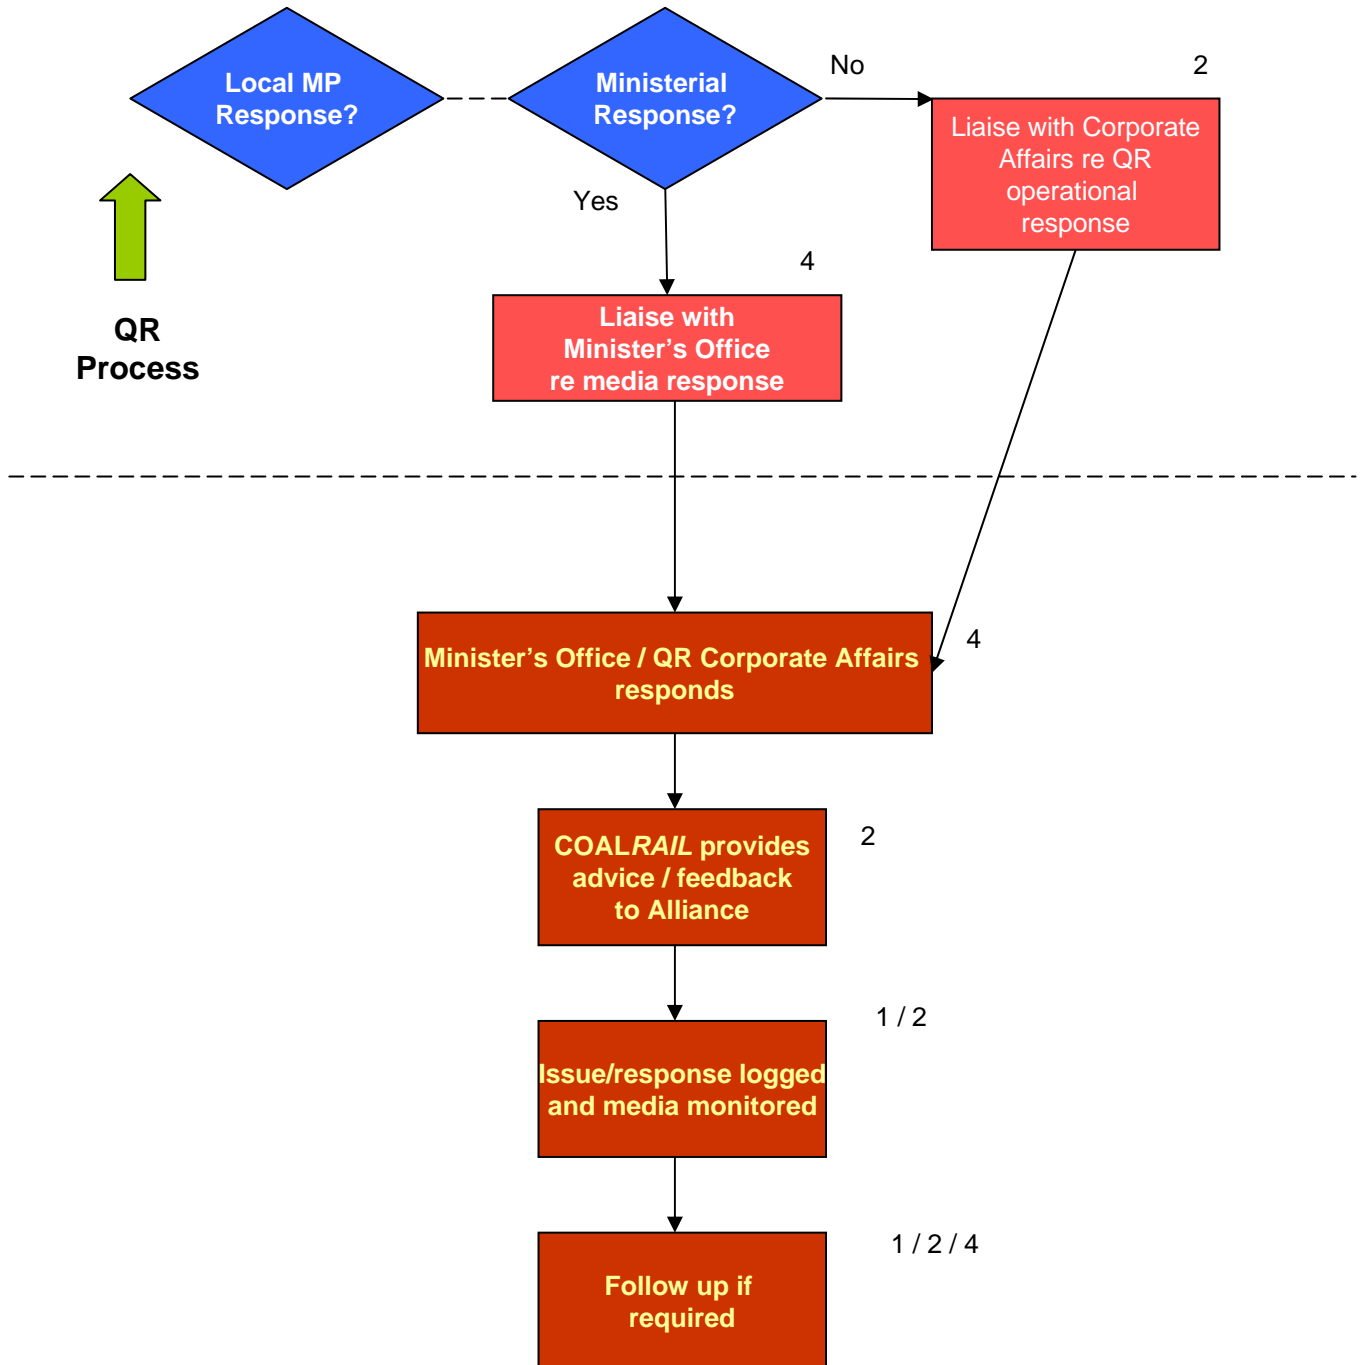 Local MP
Response?
Ministerial
Response?
No
2
Liaise with Corporate
Affairs re QR
operational
response
Yes
4
QR
Process
Liaise with
Minister’s Office
re media response
Minister’s Office / QR Corporate Affairs
responds
4
COALRAIL provides
advice / feedback
to Alliance
2
1 / 2
Issue/response logged
and media monitored
1 / 2 / 4
Follow up if
required